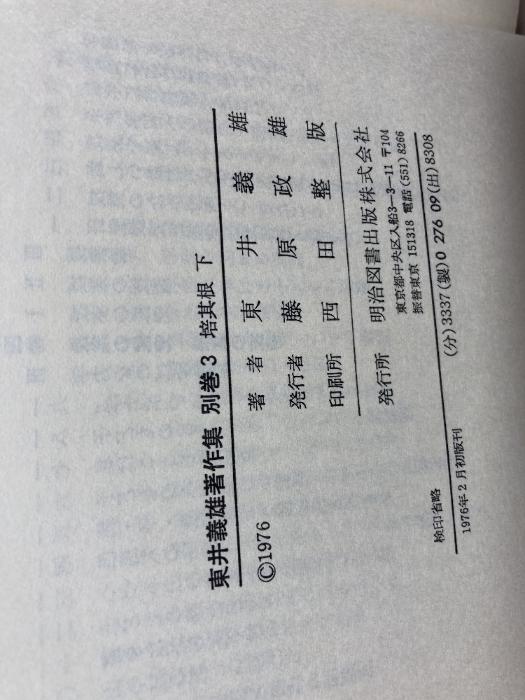 東井義雄著作集 別巻3 培其根 下
©1976
著者 東井義雄
発行者 藤原政雄
印刷所 西田整版
発行所 明治図書出版株式会社
東京都中央区入船3-3-11 〒104
振替東京 151318 電話(551)8266
検印省略
(分)3337(製)0 276 09(出)8308
1976年2月初版刊